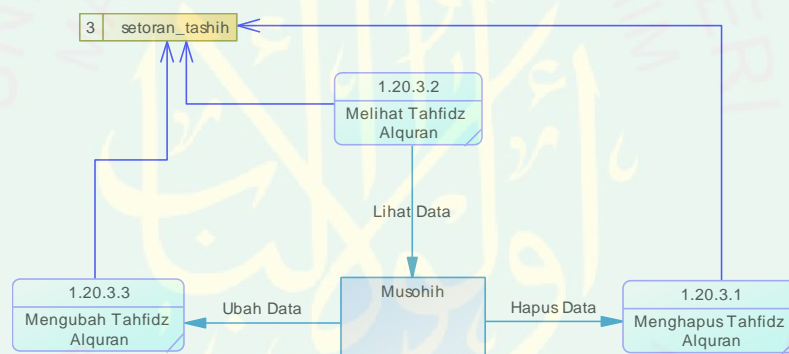 3 setoran_tashih
1.20.3.2
Melihat Tahfidz
Alquran
Lihat Data
1.20.3.3
Mengubah Tahfidz
Alquran
Ubah Data
Musohih
Hapus Data
1.20.3.1
Menghapus Tahfidz
Alquran